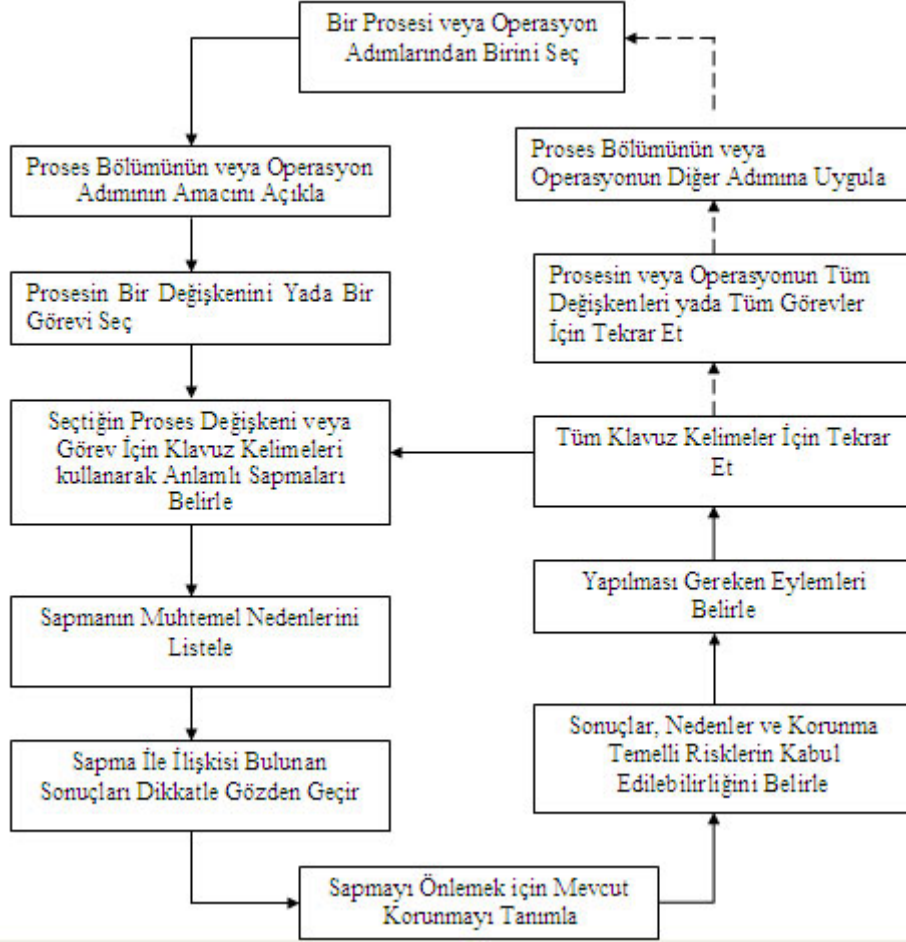 Bir Prosesi veya Operasyon
Adımlarından Birini Seç
Proses Bölümünün veya Operasyon
Adımının Amacını Açıkla
Prosesin Bir Değişkenini Yada Bir
Görevi Seç
Seçtiğin Proses Değişkeni veya
Görev İçin Klavuz Kelimeleri
kullanarak Anlamlı Sapmaları
Belirle
Sapmanın Muhtemel Nedenlerini
Listele
Sapma İle İlişkisi Bulunan
Sonuçları Dikkatle Gözden Geçir
Sapmayı Önlemek için Mevcut
Korunmayı Tanımla
Sonuçlar, Nedenler ve Korunma
Temelli Risklerin Kabul
Edilebilirliğini Belirle
Yapılması Gereken Eylemleri
Belirle
Tüm Klavuz Kelimeler İçin Tekrar
Et
Prosesin veya Operasyonun Tüm
Değişkenleri yada Tüm Görevler
İçin Tekrar Et
Proses Bölümünün veya
Operasyonun Diğer Adımına Uygula